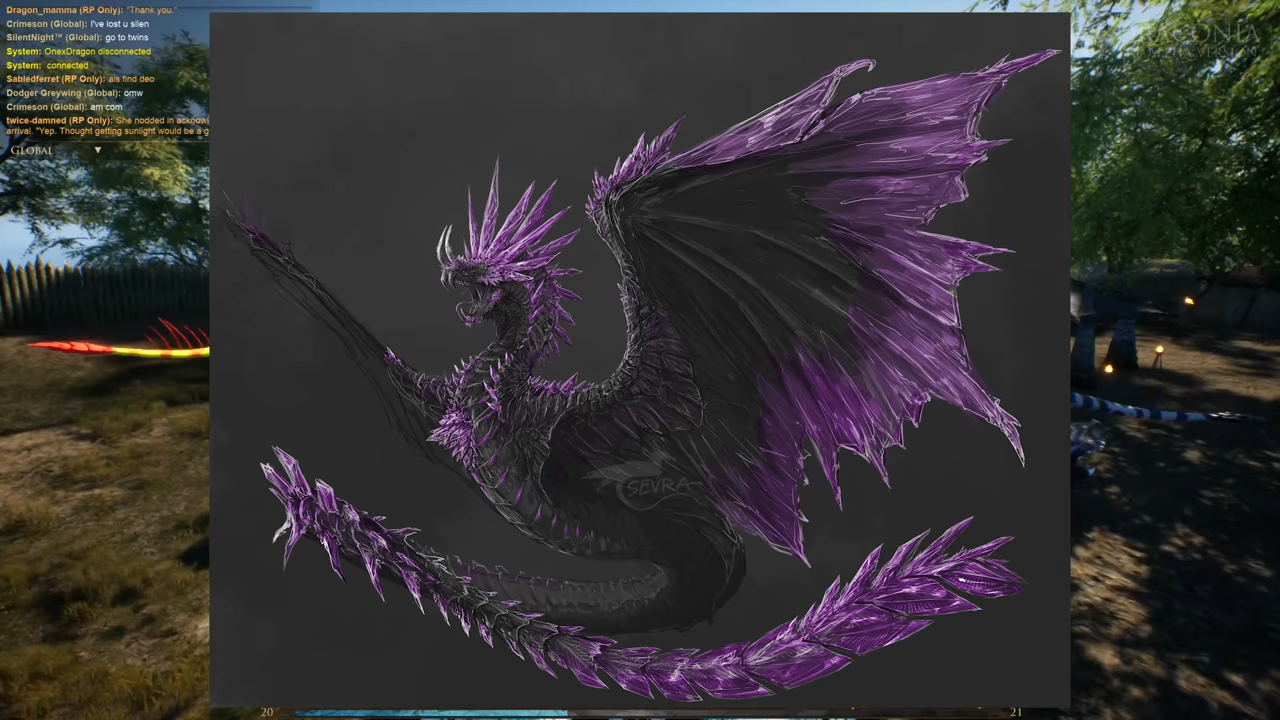 Dragon_mamma (RP Only): "Thank you."
Crimeson (Global): I've lost u silen
SilentNight™ (Global): go to twins
System: OnexDragon disconnected
System: connected
Sabledferret (RP Only): ais find deo
Dodger Greywing (Global): omw
Crimeson (Global): am com
twice-damned (RP Only): She nodded in
arrival. "Yep. Thought getting sunlight would be a g
GLOBAL
SEVRA
20
21